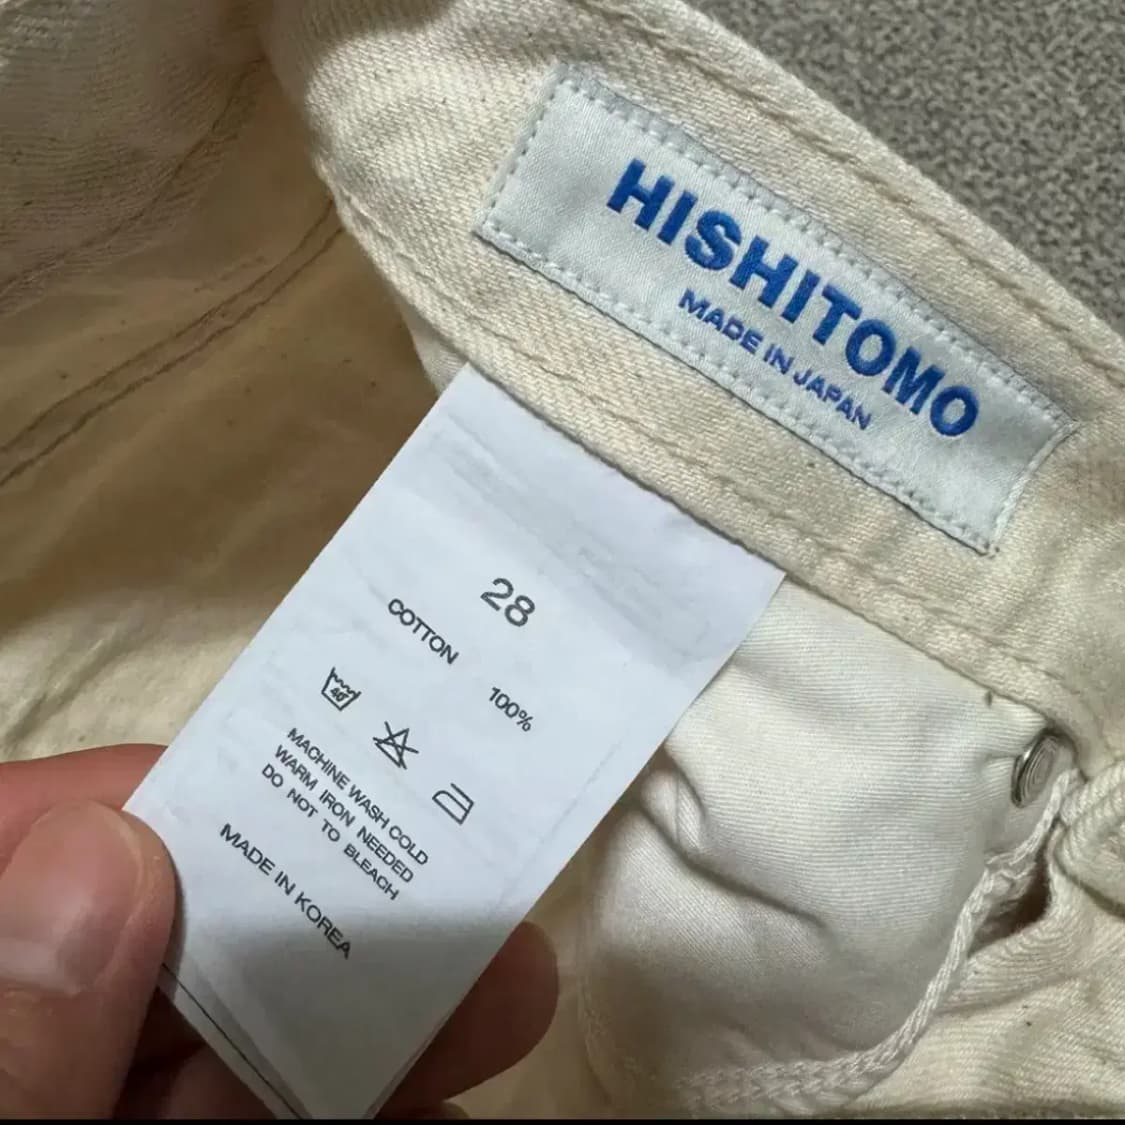 HISHITOMO
MADE IN JAPAN
28
COTTON 100%
40
MACHINE WASH COLD
WARM IRON NEEDED
DO NOT TO BLEACH
MADE IN KOREA